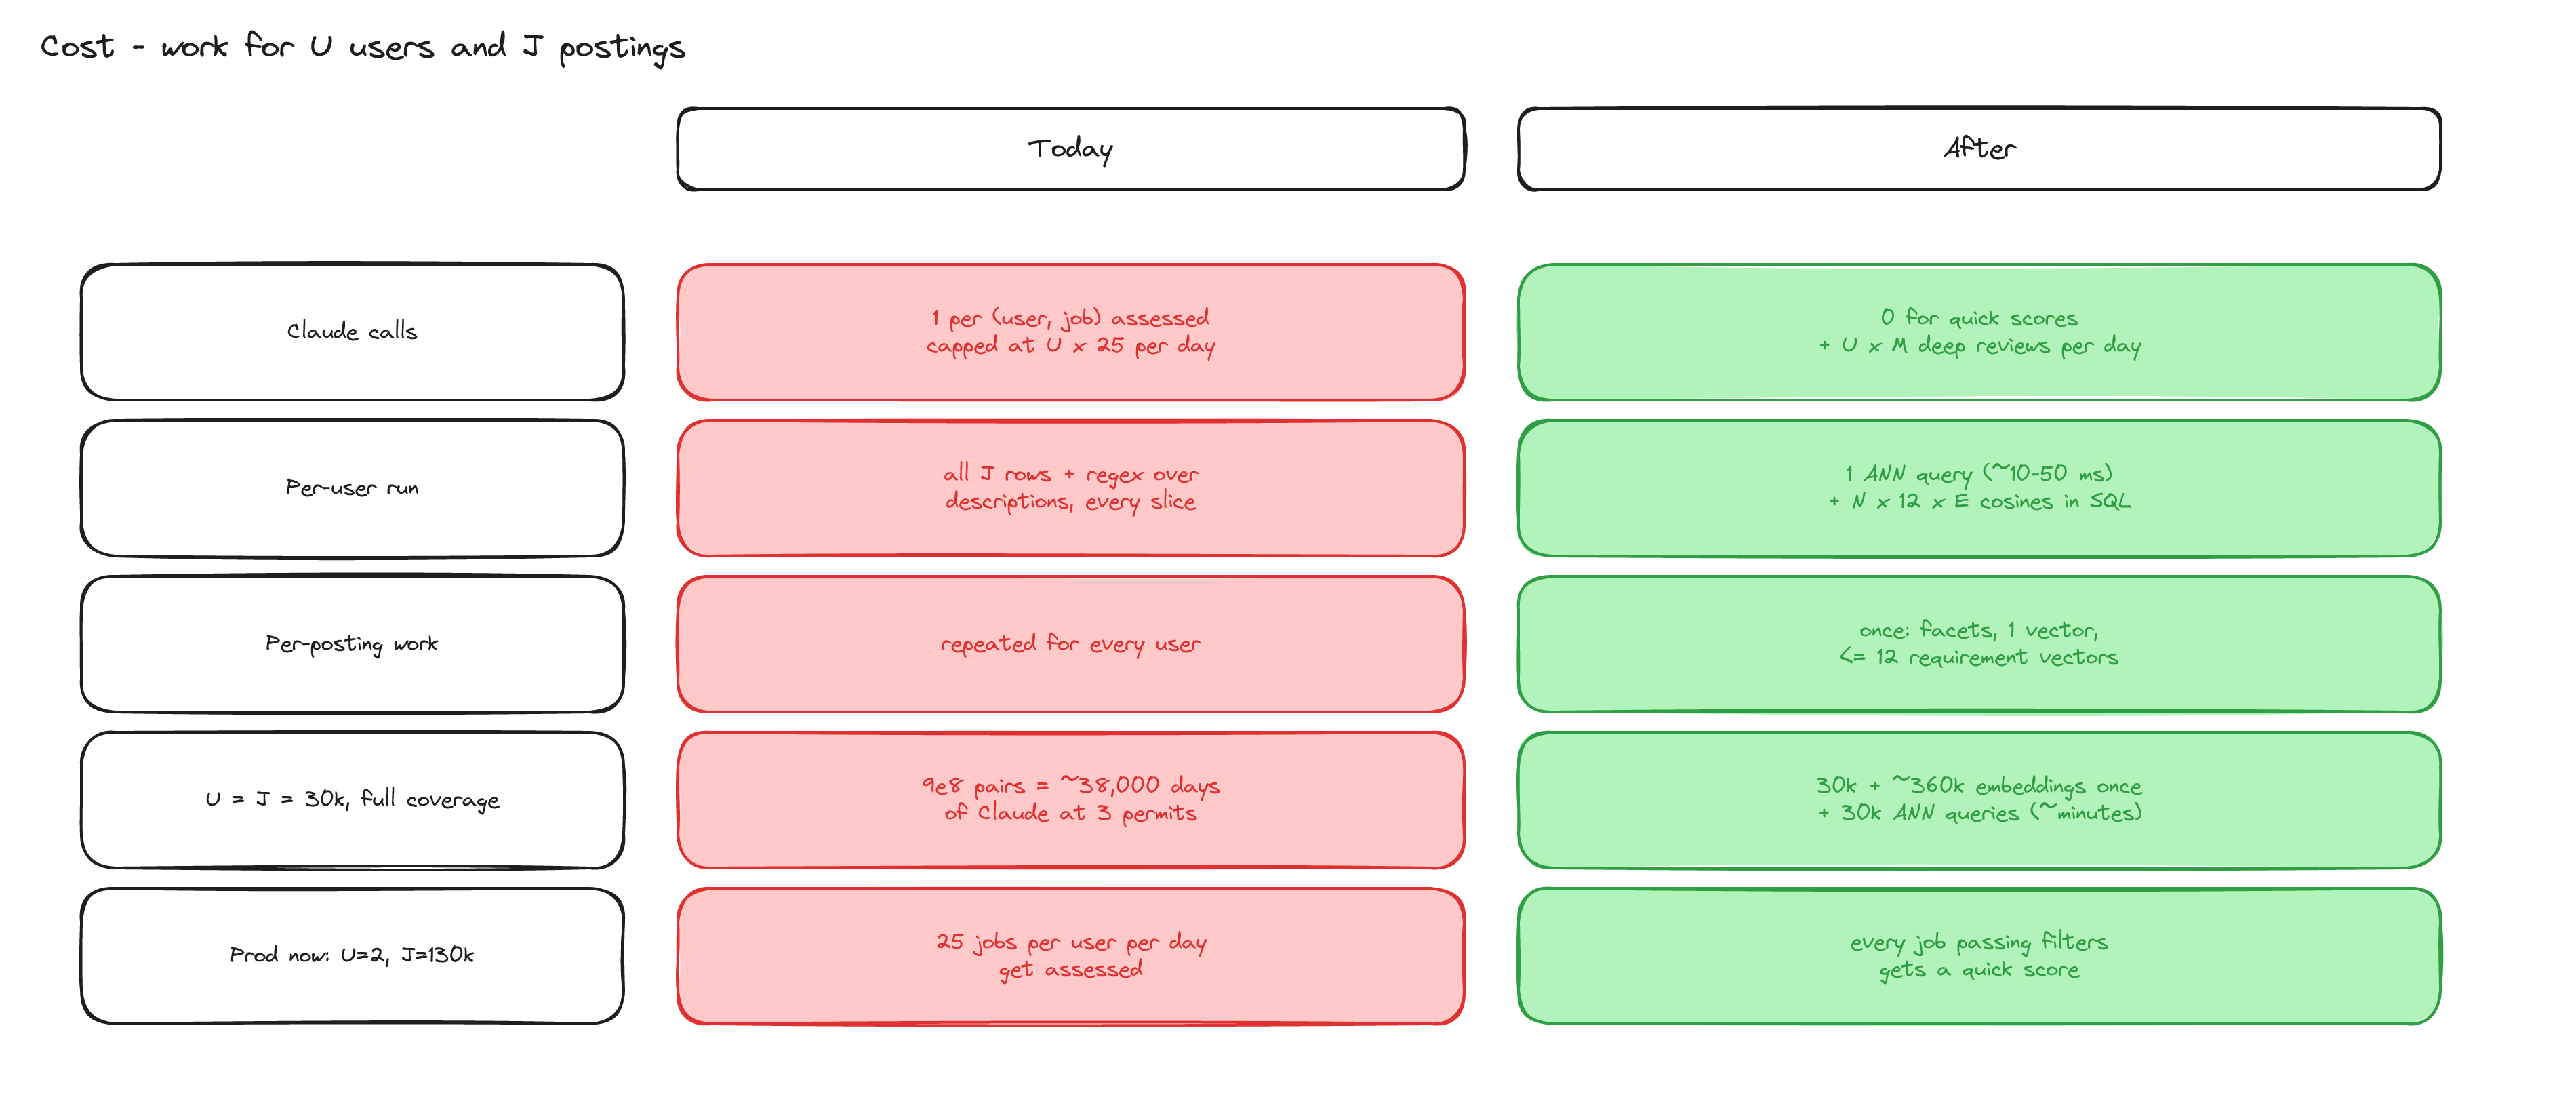 Cost - work for U users and J postings
Today
After
Claude calls
1 per (user, job) assessed
capped at U x 25 per day
0 for quick scores
+ U x M deep reviews per day
Per-user run
all J rows + regex over
descriptions, every slice
1 ANN query (~10-50 ms)
+ N x 12 x E cosines in SQL
Per-posting work
repeated for every user
once: facets, 1 vector,
<= 12 requirement vectors
U = J = 30k, full coverage
9e8 pairs = ~38,000 days
of Claude at 3 permits
30k + ~360k embeddings once
+ 30k ANN queries (~minutes)
Prod now: U=2, J=130k
25 jobs per user per day
get assessed
every job passing filters
gets a quick score